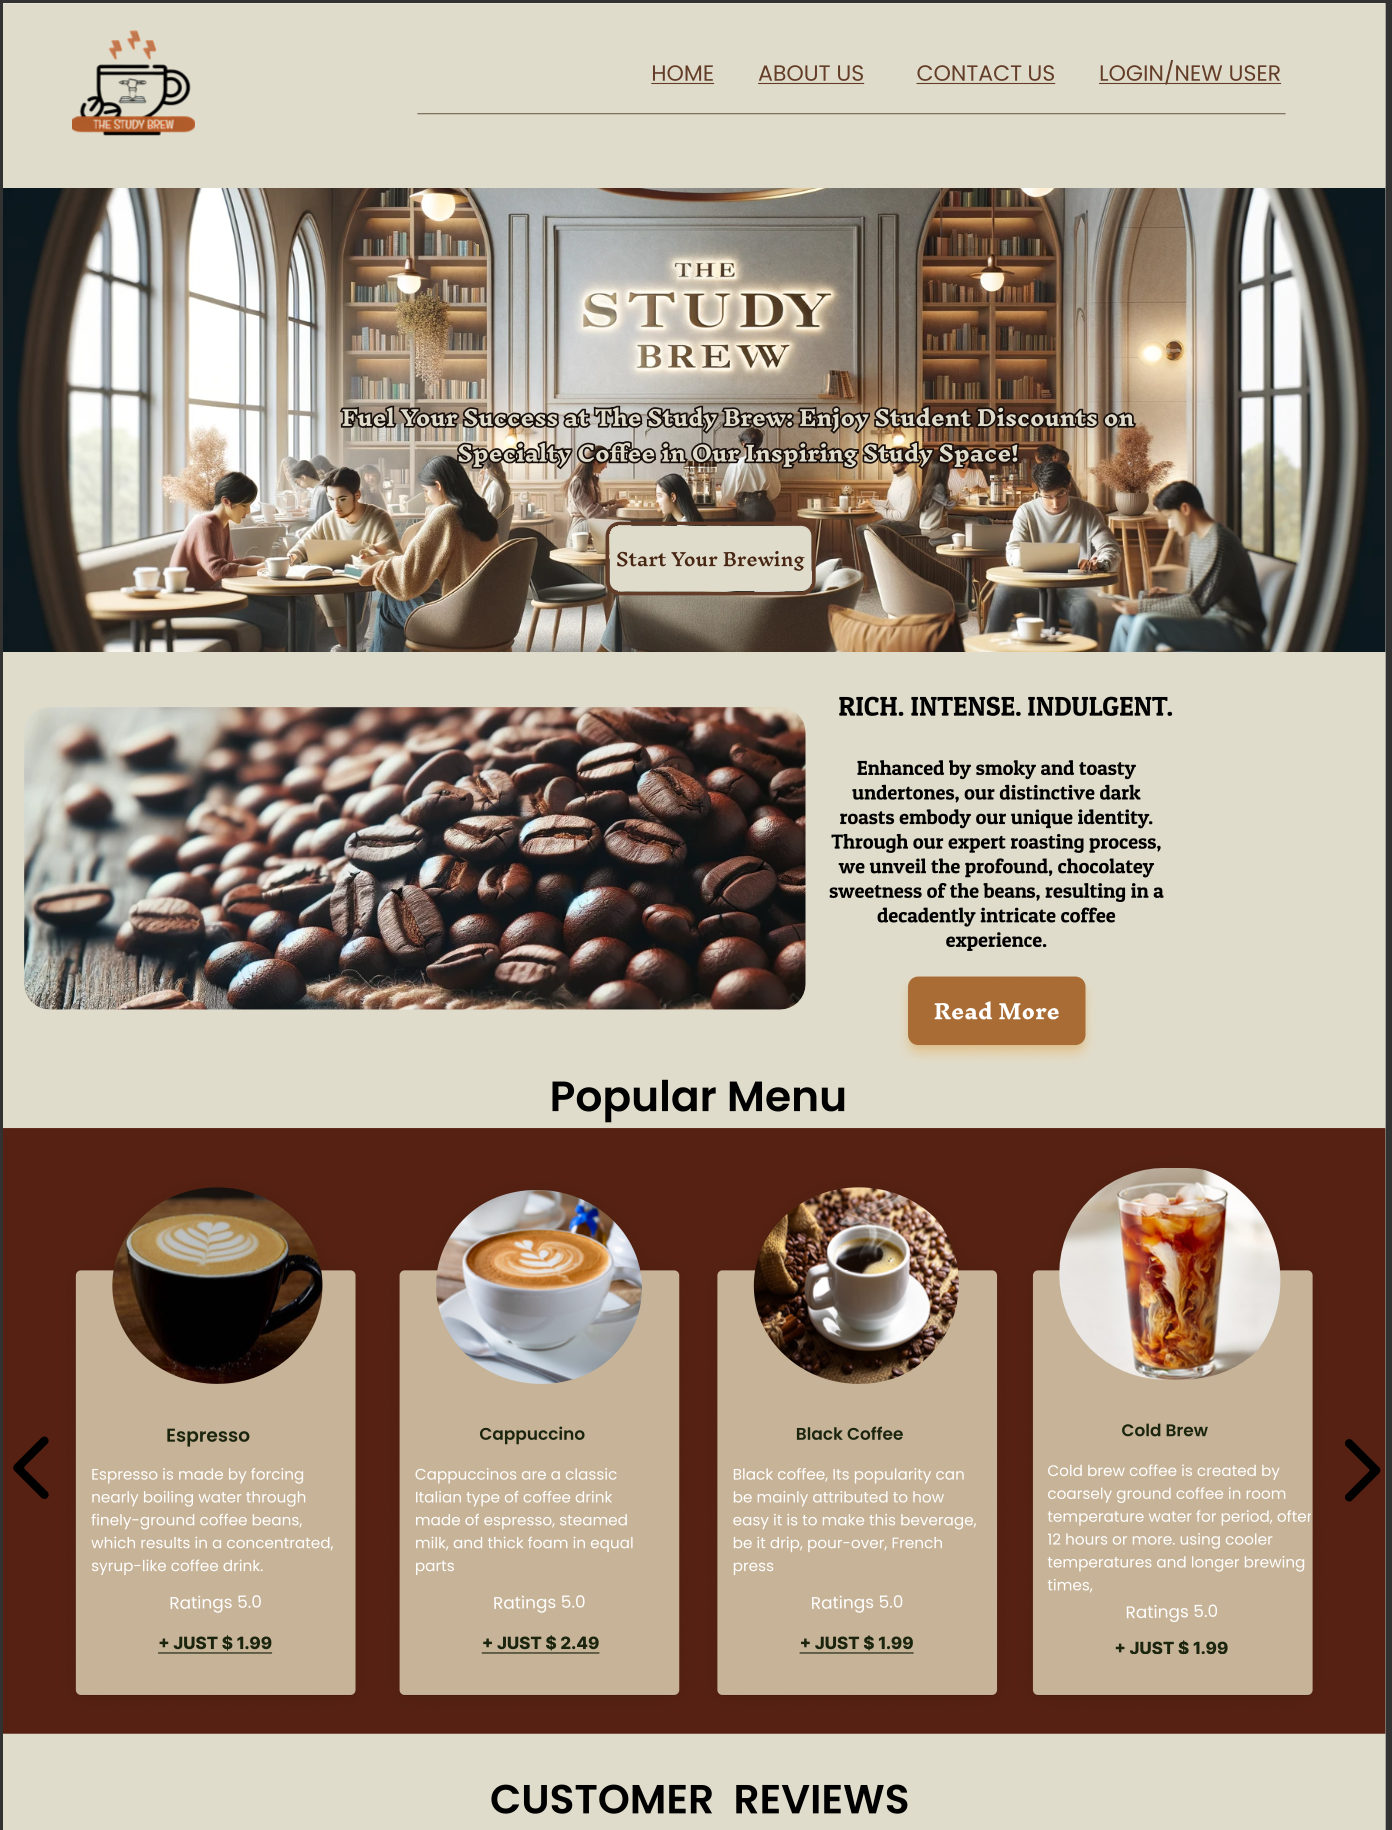 THE STUDY BREW
HOME ABOUT US CONTACT US LOGIN/NEW USER
THE
STUDY
BREW
Fuel Your Success at The Study Brew: Enjoy Student Discounts on
Specialty Coffee in Our Inspiring Study Space!
Start Your Brewing
RICH. INTENSE. INDULGENT.
Enhanced by smoky and toasty
undertones, our distinctive dark
roasts embody our unique identity.
Through our expert roasting process,
we unveil the profound, chocolatey
sweetness of the beans, resulting in a
decadently intricate coffee
experience.
Read More
Popular Menu
Espresso
Espresso is made by forcing
nearly boiling water through
finely-ground coffee beans,
which results in a concentrated,
syrup-like coffee drink.
Ratings 5.0
+ JUST $ 1.99
Cappuccino
Cappuccinos are a classic
Italian type of coffee drink
made of espresso, steamed
milk, and thick foam in equal
parts
Ratings 5.0
+ JUST $ 2.49
Black Coffee
Black coffee, Its popularity can
be mainly attributed to how
easy it is to make this beverage,
be it drip, pour-over, French
press
Ratings 5.0
+ JUST $ 1.99
Cold Brew
Cold brew coffee is created by
coarsely ground coffee in room
temperature water for period, often
12 hours or more. using cooler
temperatures and longer brewing
times,
Ratings 5.0
+ JUST $ 1.99
CUSTOMER REVIEWS